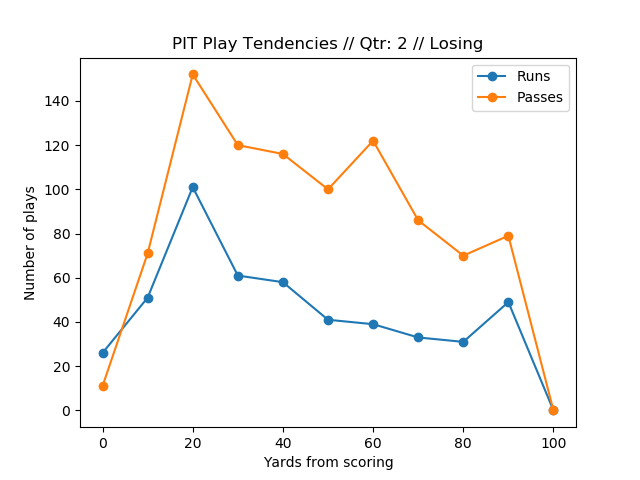 PIT Play Tendencies // Qtr: 2 // Losing
Runs
Passes
Number of plays
140
120
100
80
60
40
20
0
0 20 40 60 80 100
Yards from scoring